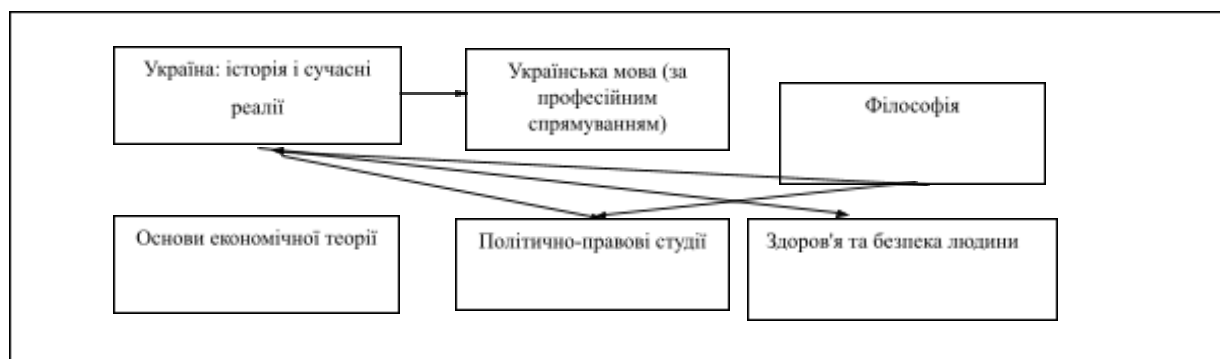 Україна: історія і сучасні
реалії
Українська мова (за
професійним
спрямуванням)
Філософія
Основи економічної теорії
Політично-правові студії
Здоров'я та безпека людини